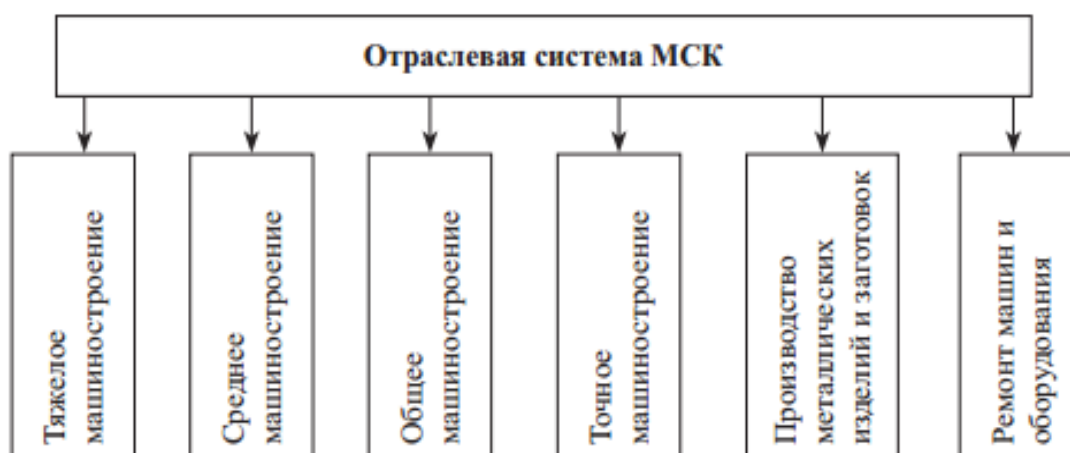 Отраслевая система МСК
Тяжелое
машиностроение
Среднее
машиностроение
Общее
машиностроение
Точное
машиностроение
Производство
металлических
изделий и заготовок
Ремонт машин и
оборудования